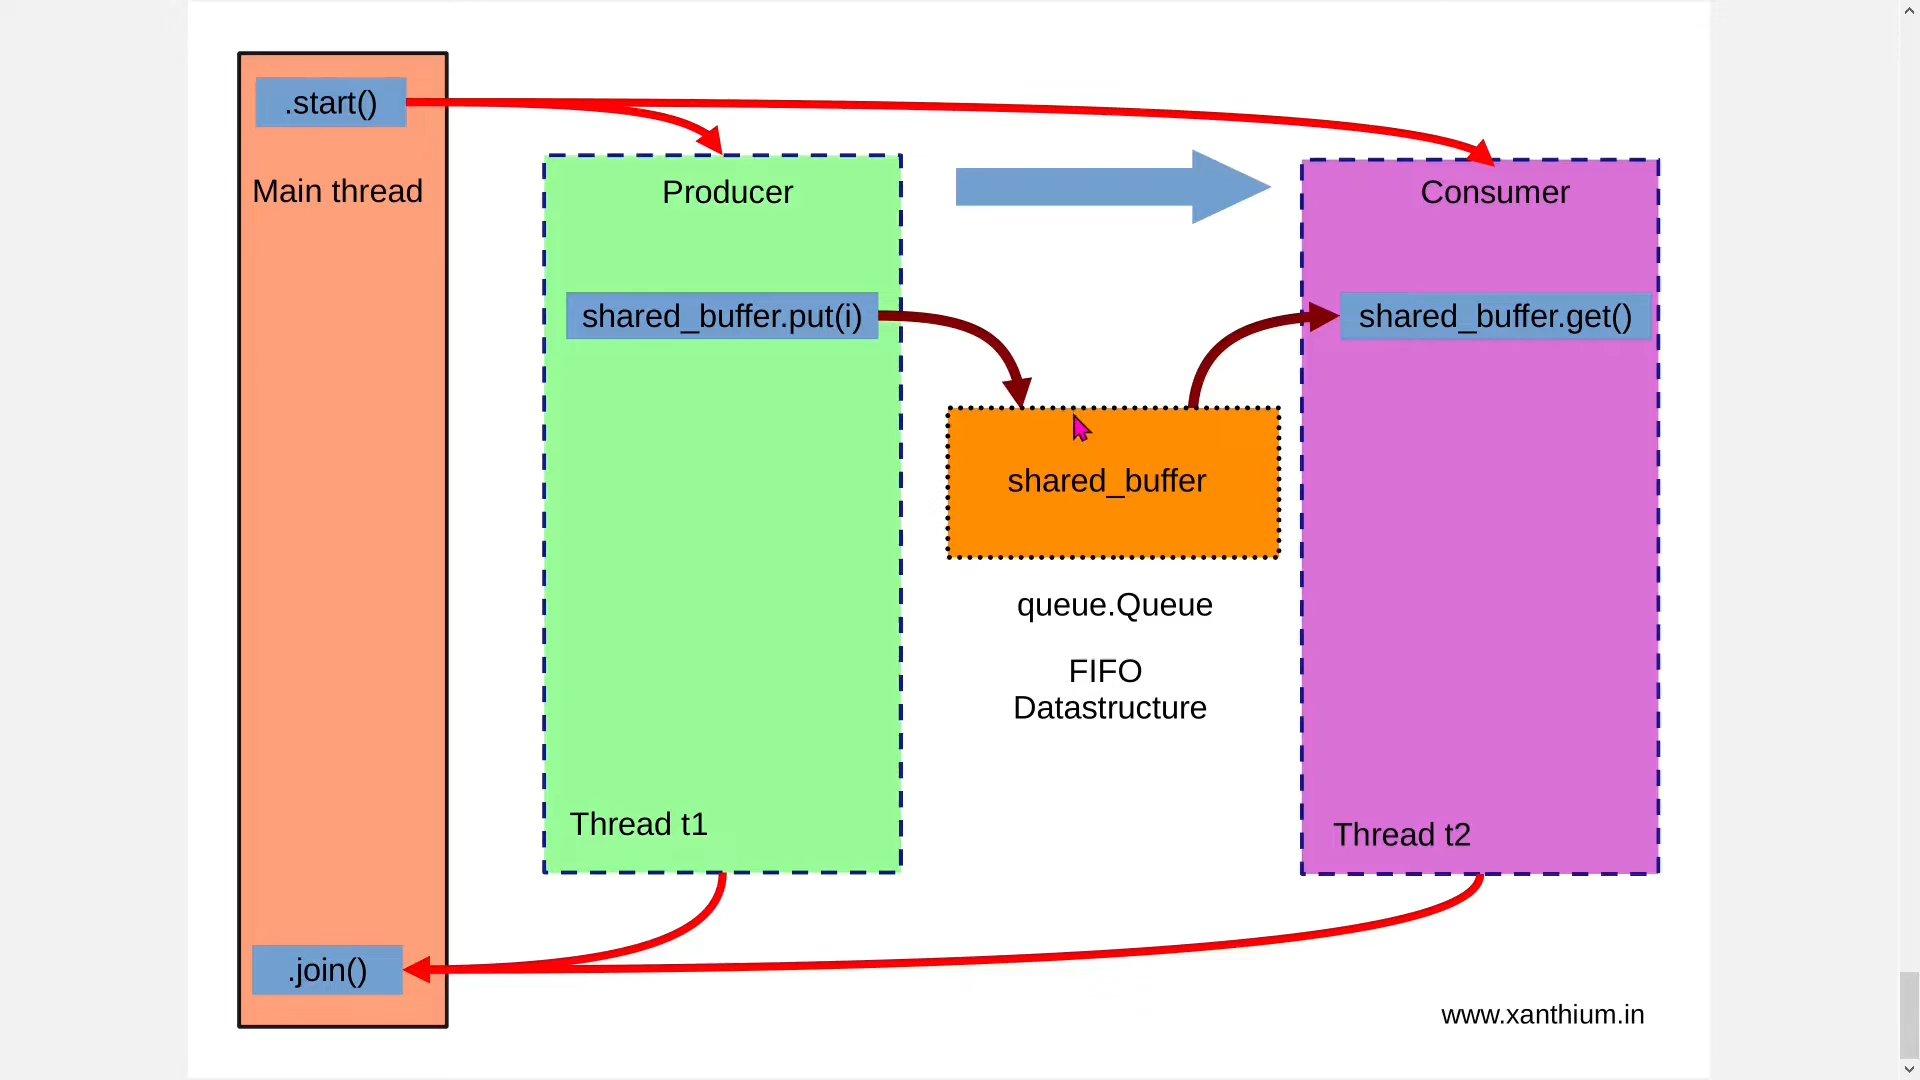 .start()
Main thread
Producer
Consumer
shared_buffer.put(i)
shared_buffer.get()
shared_buffer
queue.Queue
FIFO
Datastructure
Thread t1
Thread t2
.join()
www.xanthium.in